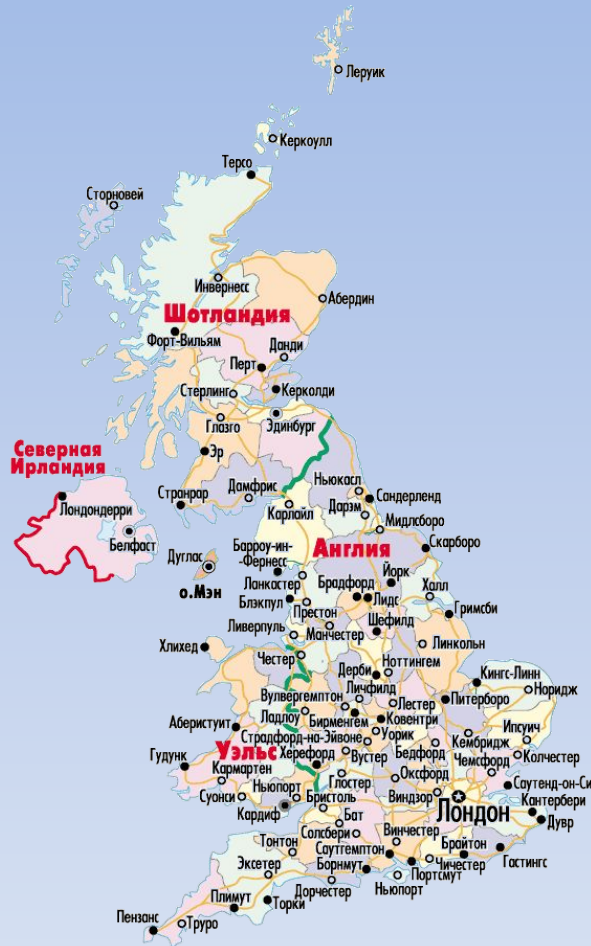 Леруик
Керкоулл
Терсо
Сторновей
Инвернесс
Абердин
Шотландия
Форт-Вильям
Данди
Перт
Стерлинг
Керколди
Глазго
Эдинбург
Эр
Северная
Ирландия
Странрар
Дамфрис
Ньюкасл
Сандерленд
Лондондерри
Карлайл
Дарэм
Мидлсборо
Белфаст
Дуглас
о.Мэн
Барроу-ин-
Фернесс
Англия
Скарборо
Ланкастер
Брадфорд
Йорк
Блэкпул
Лидс
Халл
Престон
Гримсби
Ливерпуль
Манчестер
Шефилд
Хлихед
Линкольн
Честер
Дерби
Ноттингем
Кингс-Линн
Вулвергемптон
Личфилд
Лестер
Питерборо
Норидж
Аберистуит
Ладлоу
Бирменгем
Ковентри
Ипсуич
Страдфорд-на-Эйвоне
Уорик
Кембридж
Уэльс
Херефорд
Вустер
Бедфорд
Колчестер
Гудунк
Кармартен
Оксфорд
Чемсфорд
Суонси
Ньюпорт
Глостер
Виндзор
Саутенд-он-Си
Кардиф
Бристоль
Лондон
Кантербери
Бат
Дувр
Солсбери
Винчестер
Тонтон
Саутгемптон
Брайтон
Эксетер
Борнмут
Чичестер
Гастингс
Дорчестер
Портсмут
Ньюпорт
Плимут
Торки
Пензанс
Труро